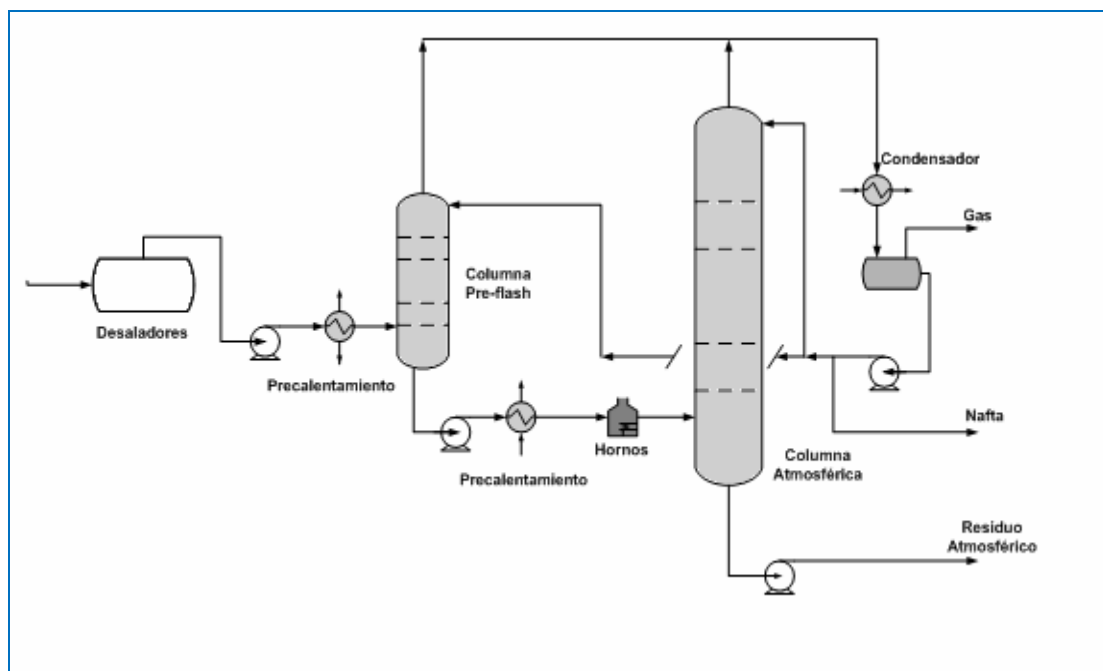 Condensador
Gas
Columna
Pre-flash
Desaladores
Precalentamiento
Nafta
Hornos
Columna
Atmosférica
Precalentamiento
Residuo
Atmosférico